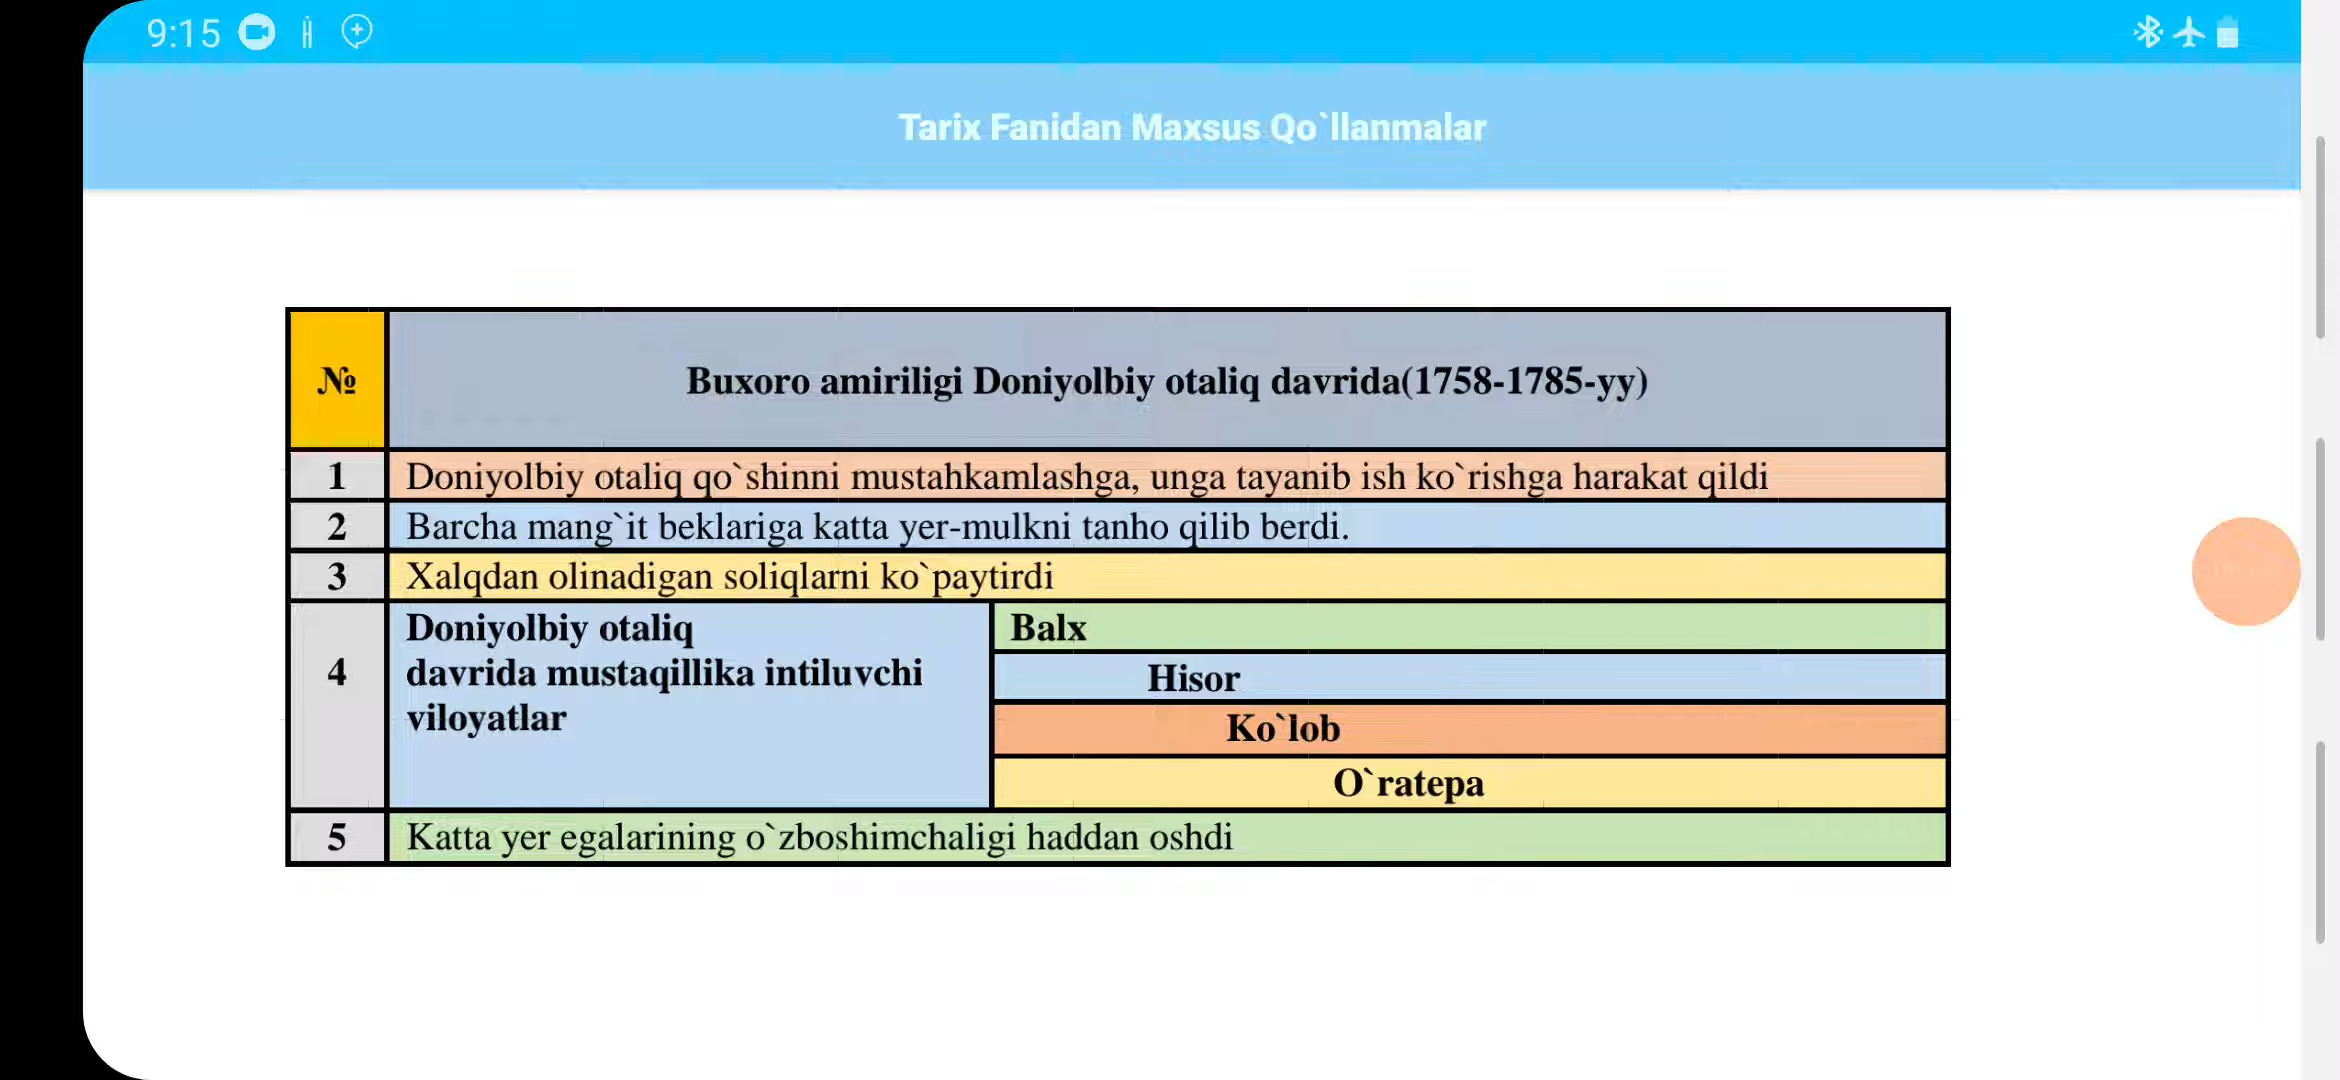 9:15
Tarix Fanidan Maxsus Qo`llanmalar
№
Buxoro amiriligi Doniyolbiy otaliq davrida(1758-1785-yy)
1
Doniyolbiy otaliq qo`shinni mustahkamlashga, unga tayanib ish ko`rishga harakat qildi
2
Barcha mang`it beklariga katta yer-mulkni tanho qilib berdi.
3
Xalqdan olinadigan soliqlarni ko`paytirdi
4
Doniyolbiy otaliq
davrida mustaqillika intiluvchi
viloyatlar
Balx
Hisor
Ko`lob
O`ratepa
5
Katta yer egalarining o`zboshimchaligi haddan oshdi